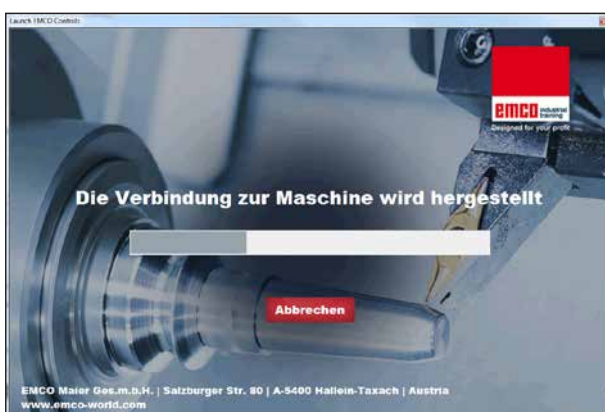 Launch EMCO Controls
emco industrial training
Designed for your profit
Die Verbindung zur Maschine wird hergestellt
Abbrechen
EMCO Maier Ges.m.b.H. | Salzburger Str. 80 | A-5400 Hallein-Taxach | Austria
www.emco-world.com